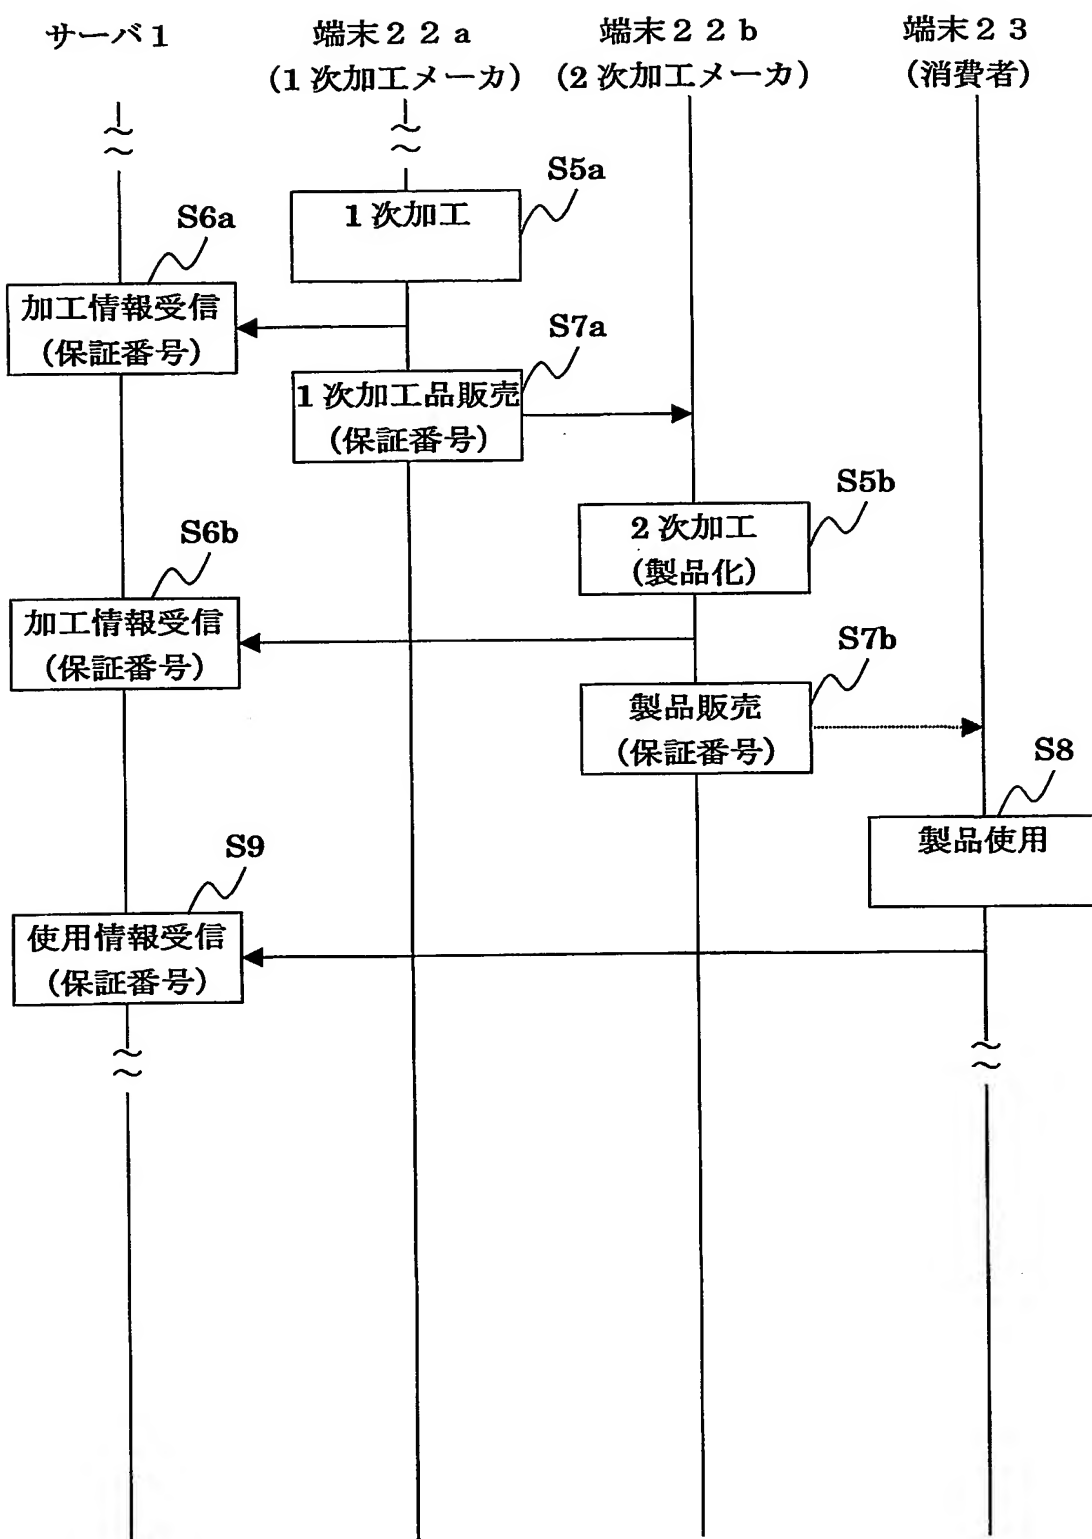 サーバ1
端末22a
(1次加工メーカ)
端末22b
(2次加工メーカ)
端末23
(消費者)
S5a
1次加工
S6a
加工情報受信
(保証番号)
S7a
1次加工品販売
(保証番号)
S5b
2次加工
(製品化)
S6b
加工情報受信
(保証番号)
S7b
製品販売
(保証番号)
S8
製品使用
S9
使用情報受信
(保証番号)